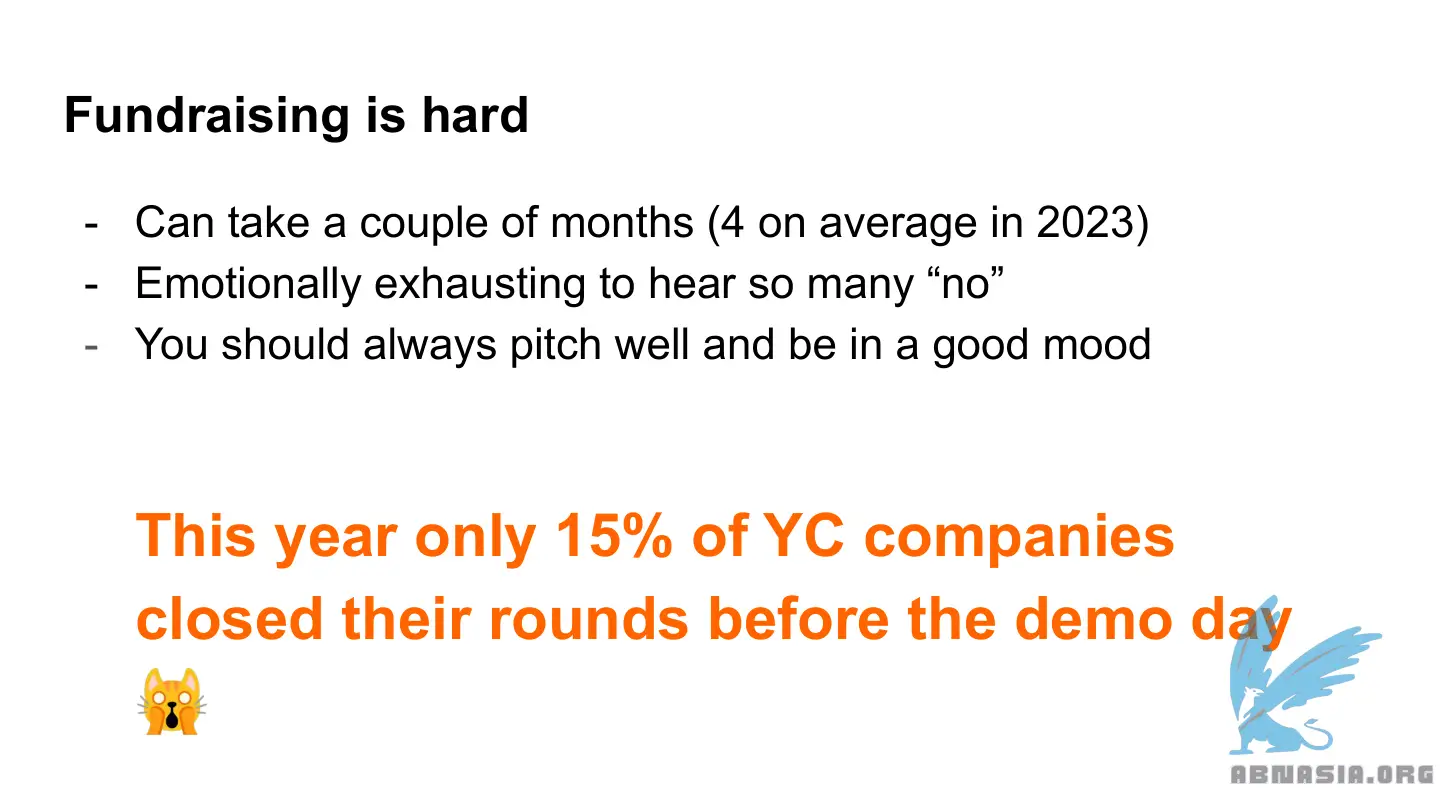 Fundraising is hard
- Can take a couple of months (4 on average in 2023)
- Emotionally exhausting to hear so many “no”
- You should always pitch well and be in a good mood
This year only 15% of YC companies
closed their rounds before the demo day
🙀
ABNASIA.ORG